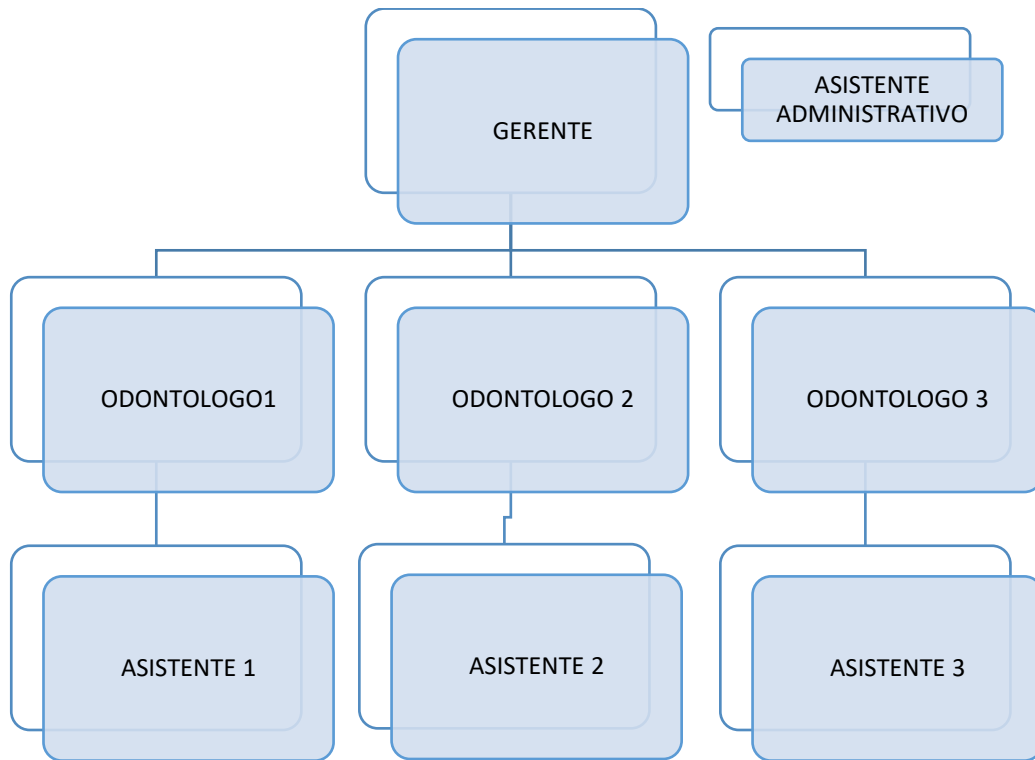 GERENTE
ASISTENTE
ADMINISTRATIVO
ODONTOLOGO1
ODONTOLOGO 2
ODONTOLOGO 3
ASISTENTE 1
ASISTENTE 2
ASISTENTE 3